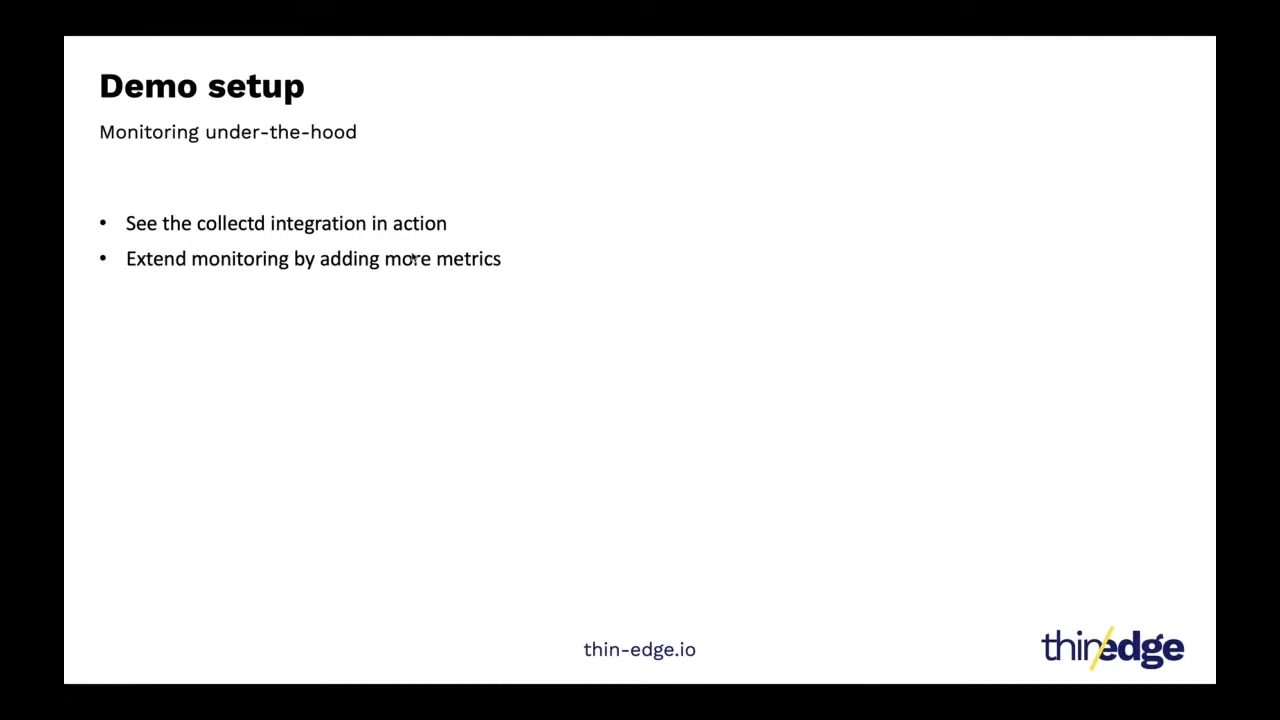 Demo setup
Monitoring under-the-hood
• See the collectd integration in action
• Extend monitoring by adding more metrics
thin-edge.io
thin/edge